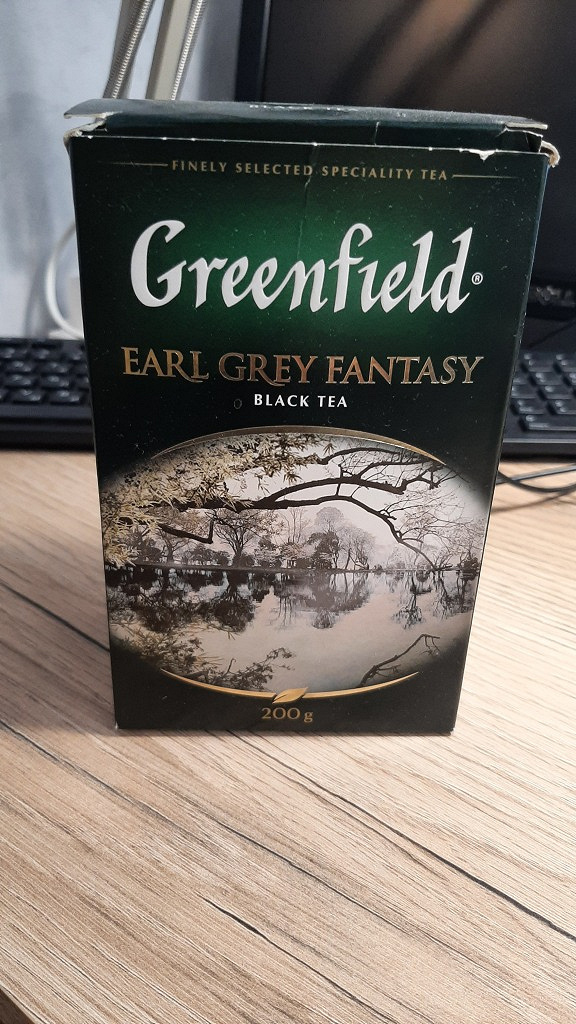 FINELY SELECTED SPECIALITY TEA
Greenfield®
EARL GREY FANTASY
BLACK TEA
200g